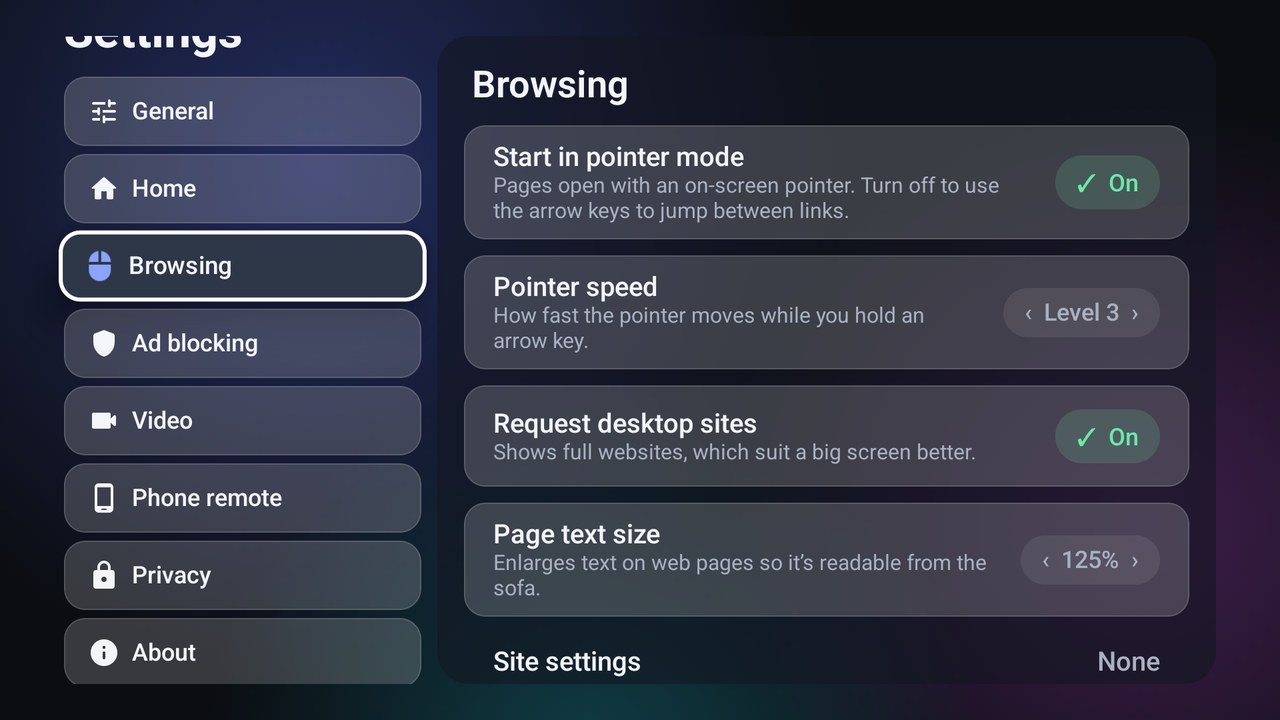 Settings
General
Home
Browsing
Ad blocking
Video
Phone remote
Privacy
About
Browsing
Start in pointer mode
Pages open with an on-screen pointer. Turn off to use
the arrow keys to jump between links.
✓ On
Pointer speed
How fast the pointer moves while you hold an
arrow key.
‹ Level 3 ›
Request desktop sites
Shows full websites, which suit a big screen better.
✓ On
Page text size
Enlarges text on web pages so it’s readable from the
sofa.
‹ 125% ›
Site settings
None